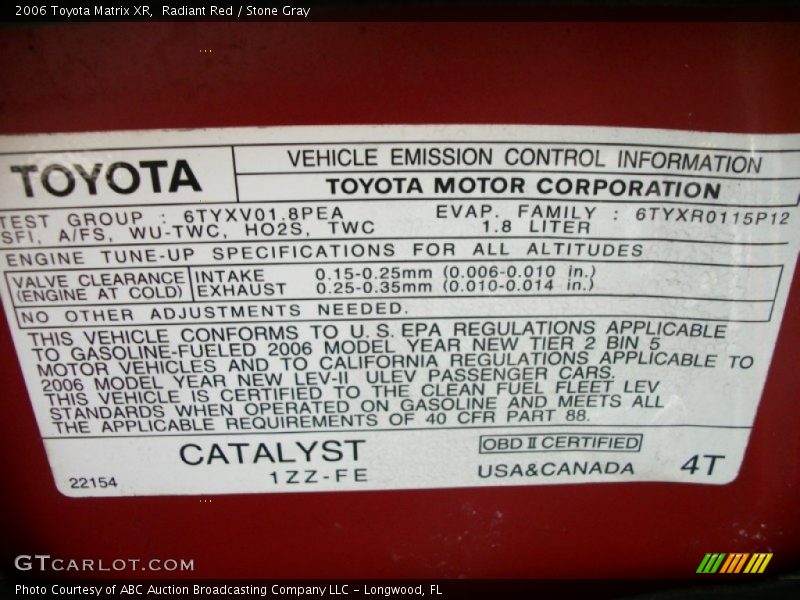 2006 Toyota Matrix XR, Radiant Red / Stone Gray
TOYOTA
VEHICLE EMISSION CONTROL INFORMATION
TOYOTA MOTOR CORPORATION
TEST GROUP : 6TYXV01.8PEA EVAP. FAMILY : 6TYXR0115P12
SFI, A/FS, WU-TWC, HO2S, TWC 1.8 LITER
ENGINE TUNE-UP SPECIFICATIONS FOR ALL ALTITUDES
VALVE CLEARANCE INTAKE 0.15-0.25mm (0.006-0.010 in.)
(ENGINE AT COLD) EXHAUST 0.25-0.35mm (0.010-0.014 in.)
NO OTHER ADJUSTMENTS NEEDED.
THIS VEHICLE CONFORMS TO U.S. EPA REGULATIONS APPLICABLE
TO GASOLINE-FUELED 2006 MODEL YEAR NEW TIER 2 BIN 5
MOTOR VEHICLES AND TO CALIFORNIA REGULATIONS APPLICABLE TO
2006 MODEL YEAR NEW LEV-II ULEV PASSENGER CARS.
THIS VEHICLE IS CERTIFIED TO THE CLEAN FUEL FLEET LEV
STANDARDS WHEN OPERATED ON GASOLINE AND MEETS ALL
THE APPLICABLE REQUIREMENTS OF 40 CFR PART 88.
CATALYST OBD II CERTIFIED
22154 1ZZ-FE USA&CANADA 4T
GTCARLOT.COM
Photo Courtesy of ABC Auction Broadcasting Company LLC - Longwood, FL